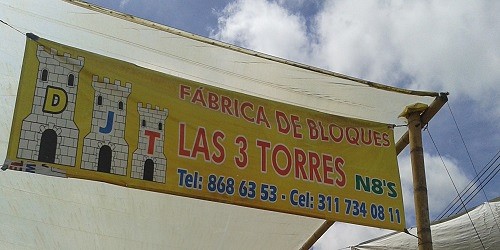 D J T
FÁBRICA DE BLOQUES
LAS 3 TORRES N8'S
Tel: 868 63 53 - Cel: 311 734 08 11